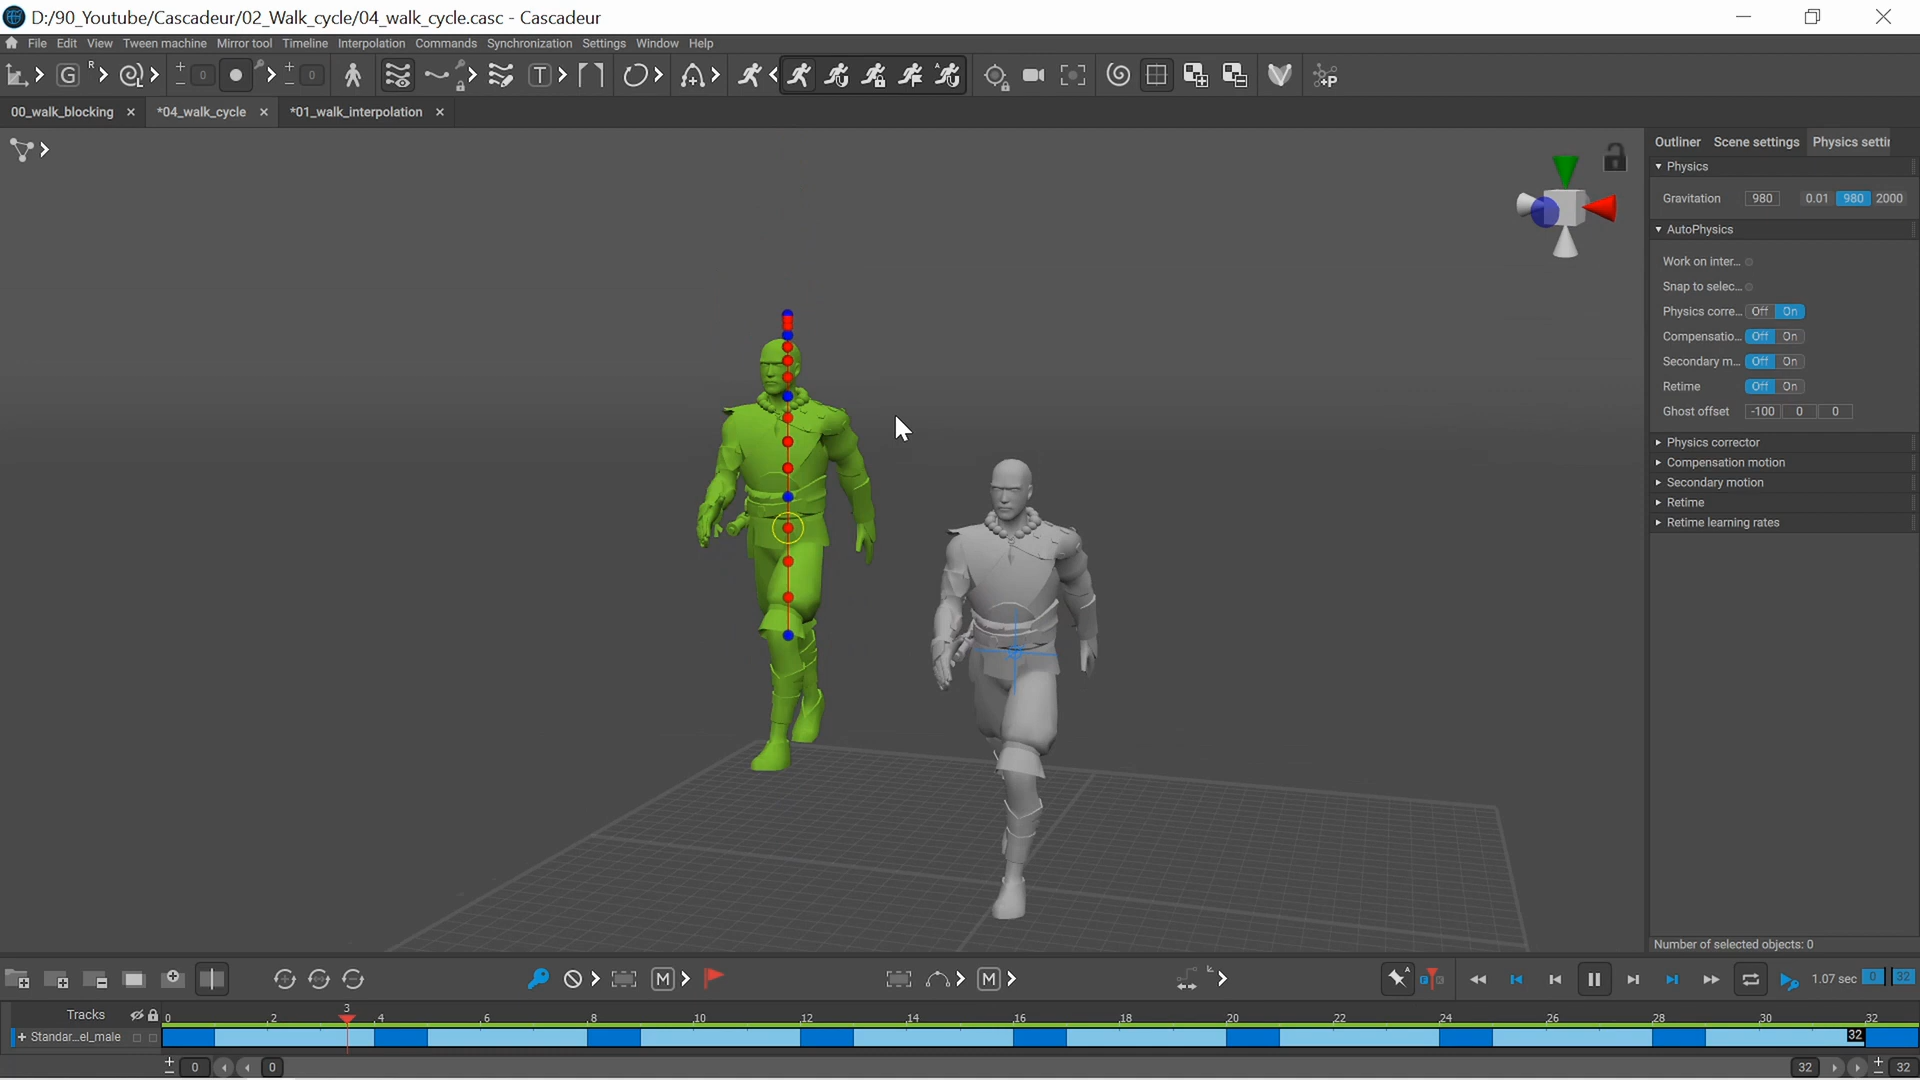 D:/90_Youtube/Cascadeur/02_Walk_cycle/04_walk_cycle.casc - Cascadeur
File Edit View Tween machine Mirror tool Timeline Interpolation Commands Synchronization Settings Window Help
G R 0 0 T A
00_walk_blocking *04_walk_cycle *01_walk_interpolation
Outliner Scene settings Physics settin
Physics
Gravitation 980 0.01 980 2000
AutoPhysics
Work on inter...
Snap to selec...
Physics corre... Off On
Compensatio... Off On
Secondary m... Off On
Retime Off On
Ghost offset -100 0 0
Physics corrector
Compensation motion
Secondary motion
Retime
Retime learning rates
Number of selected objects: 0
M M A 1.07 sec 0 32
Tracks 0 2 3 4 6 8 10 12 14 16 18 20 22 24 26 28 30 32
Standar...el_male 32
0 0 32 32